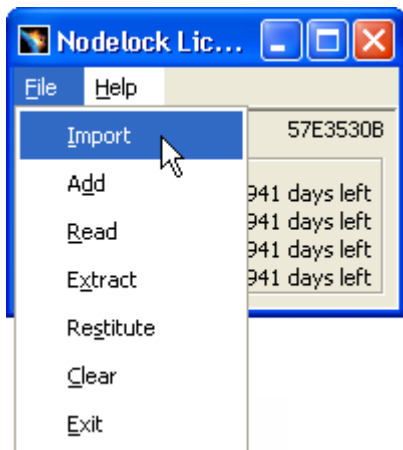 Nodelock Lic...
File Help
Import
57E3530B
Add
941 days left
Read
941 days left
941 days left
Extract
941 days left
Restitute
Clear
Exit